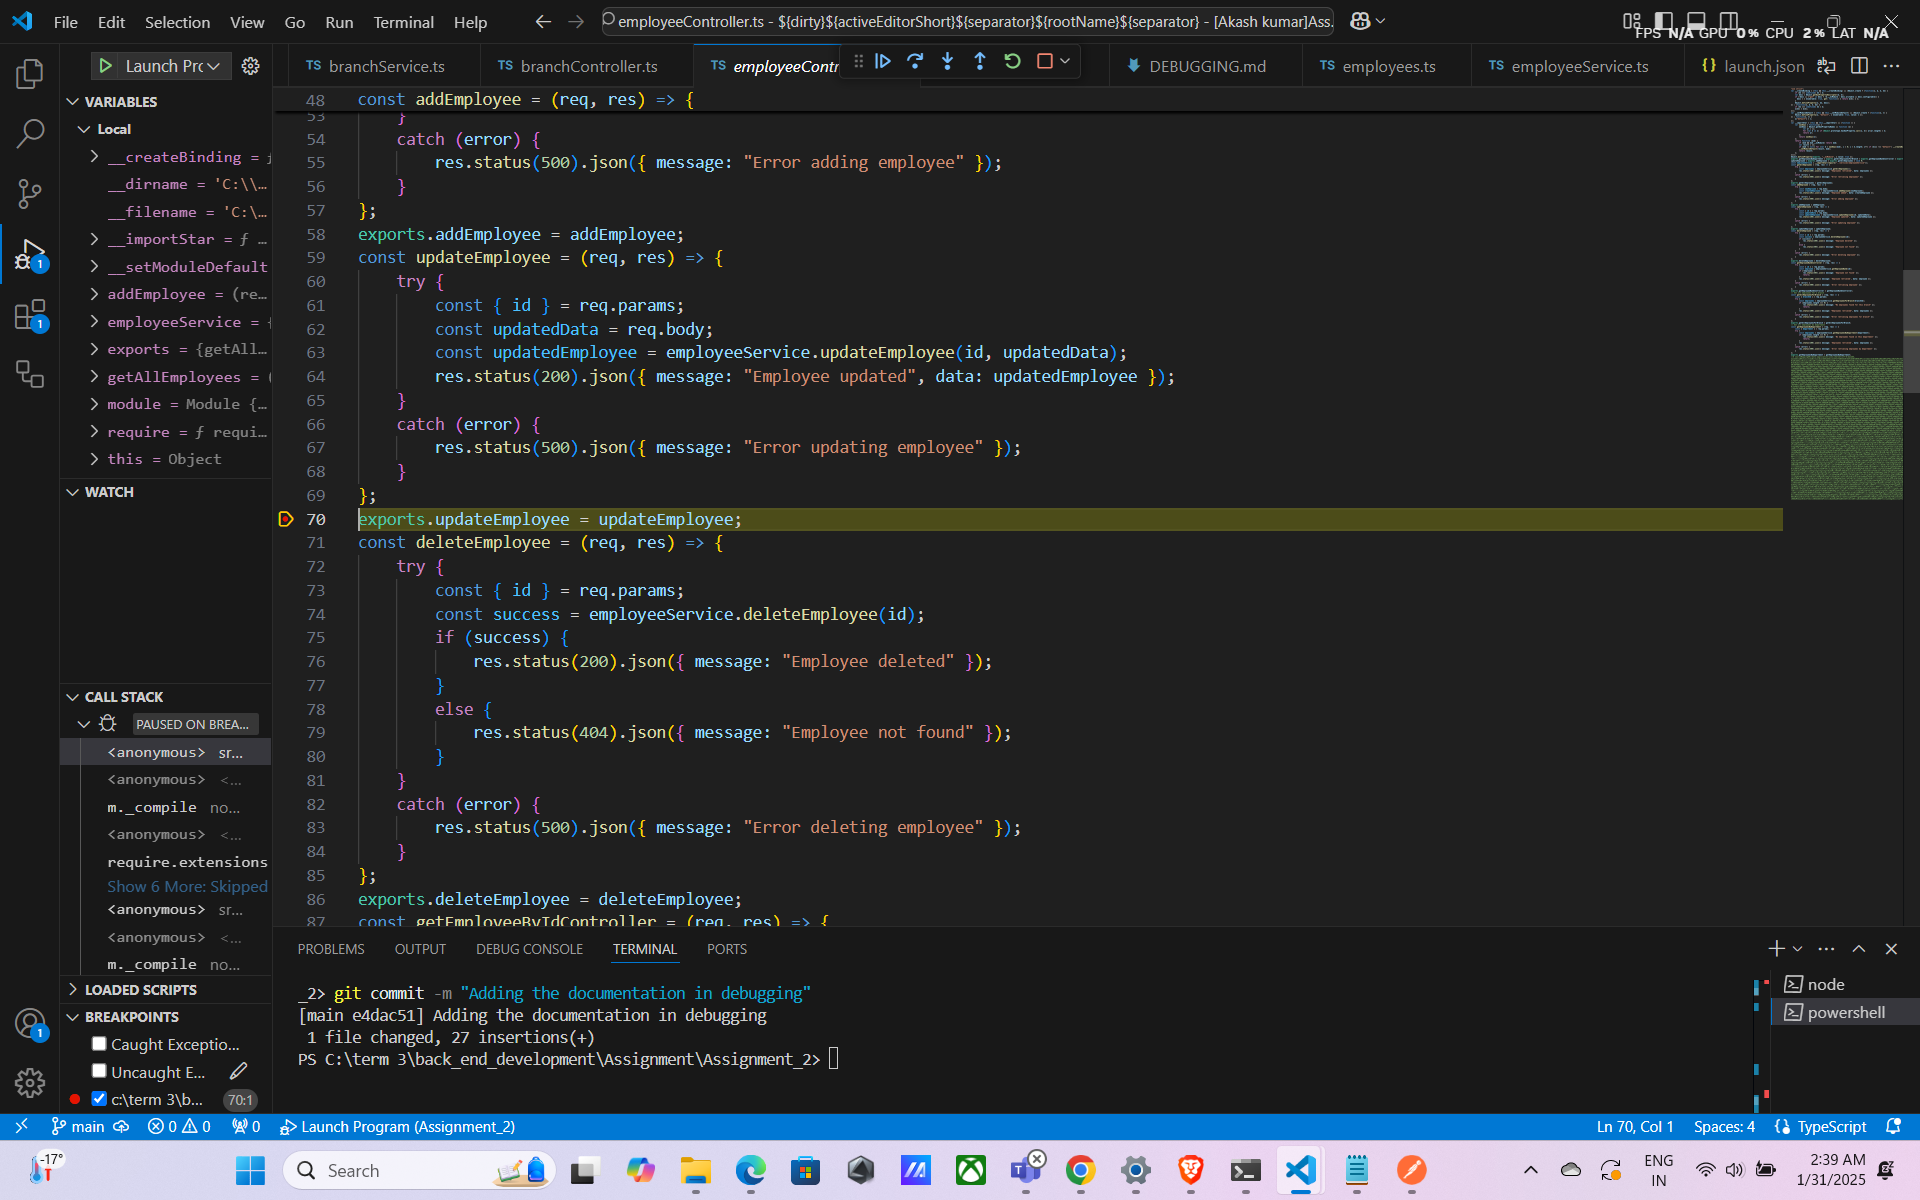 File Edit Selection View Go Run Terminal Help
employeeController.ts - ${dirty}${activeEditorShort}${separator}${rootName}${separator} - [Akash kumar]Ass.
FPS N/A GPU 0% CPU 2% LAT N/A
Launch Prc
TS branchService.ts
TS branchController.ts
TS employeeContr
DEBUGGING.md
TS employees.ts
TS employeeService.ts
{} launch.json
VARIABLES
Local
__createBinding = f
__dirname = 'C:\\...
__filename = 'C:\...
__importStar = ƒ ...
__setModuleDefault
addEmployee = (re...
employeeService = {
exports = {getAll...
getAllEmployees = (
module = Module {...
require = ƒ requi...
this = Object
WATCH
CALL STACK
PAUSED ON BREA...
<anonymous> sr...
<anonymous> <...
m._compile no...
<anonymous> <...
require.extensions
Show 6 More: Skipped
<anonymous> sr...
<anonymous> <...
m._compile no...
LOADED SCRIPTS
BREAKPOINTS
Caught Exceptio...
Uncaught E...
c:\term 3\b... 70:1
48 const addEmployee = (req, res) => {
53 }
54 catch (error) {
55 res.status(500).json({ message: "Error adding employee" });
56 }
57 };
58 exports.addEmployee = addEmployee;
59 const updateEmployee = (req, res) => {
60 try {
61 const { id } = req.params;
62 const updatedData = req.body;
63 const updatedEmployee = employeeService.updateEmployee(id, updatedData);
64 res.status(200).json({ message: "Employee updated", data: updatedEmployee });
65 }
66 catch (error) {
67 res.status(500).json({ message: "Error updating employee" });
68 }
69 };
70 exports.updateEmployee = updateEmployee;
71 const deleteEmployee = (req, res) => {
72 try {
73 const { id } = req.params;
74 const success = employeeService.deleteEmployee(id);
75 if (success) {
76 res.status(200).json({ message: "Employee deleted" });
77 }
78 else {
79 res.status(404).json({ message: "Employee not found" });
80 }
81 }
82 catch (error) {
83 res.status(500).json({ message: "Error deleting employee" });
84 }
85 };
86 exports.deleteEmployee = deleteEmployee;
87 const getEmployeeByIdController = (req, res) => {
PROBLEMS OUTPUT DEBUG CONSOLE TERMINAL PORTS
_2> git commit -m "Adding the documentation in debugging"
[main e4dac51] Adding the documentation in debugging
1 file changed, 27 insertions(+)
PS C:\term 3\back_end_development\Assignment\Assignment_2>
node
powershell
main 0 0 0 Launch Program (Assignment_2)
Ln 70, Col 1 Spaces: 4 {} TypeScript
-17°
Search
ENG
IN
2:39 AM
1/31/2025